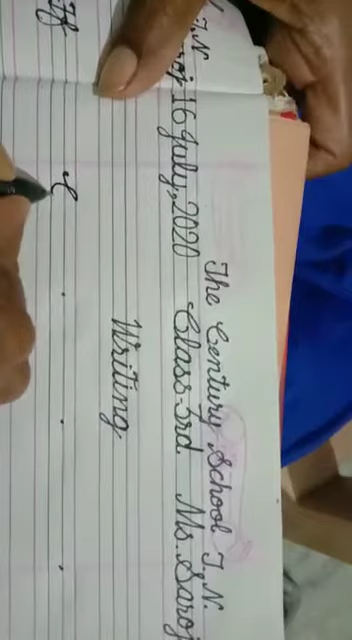 The Century School T.N.
16 July, 2020 Class-3rd. Ms. Saroj
Writing